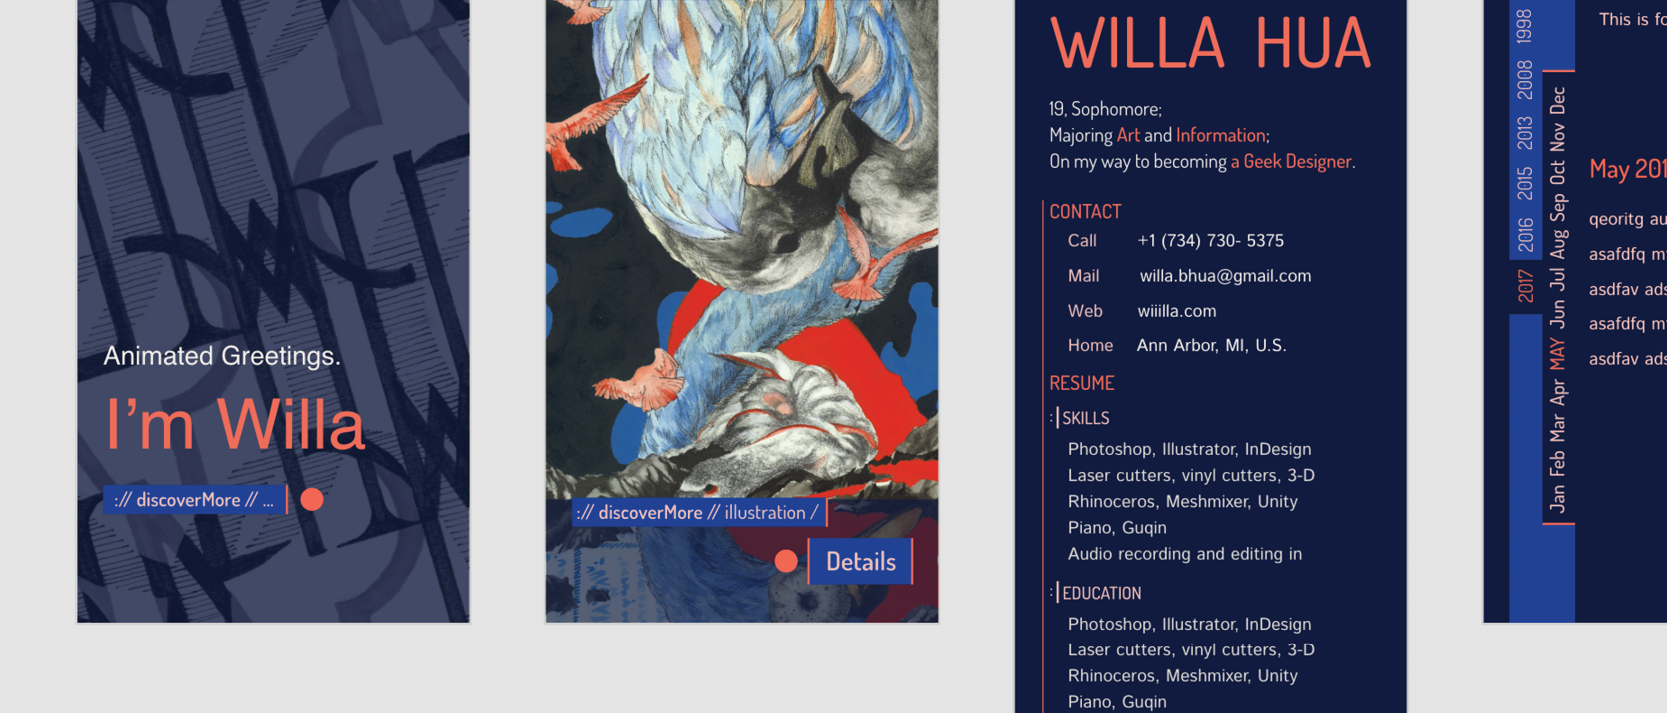 Animated Greetings.
I'm Willa
:// discoverMore // ...
:// discoverMore // illustration /
Details
WILLA HUA
19, Sophomore;
Majoring Art and Information;
On my way to becoming a Geek Designer.
CONTACT
Call +1 (734) 730- 5375
Mail willa.bhua@gmail.com
Web wiiilla.com
Home Ann Arbor, MI, U.S.
RESUME
:|SKILLS
Photoshop, Illustrator, InDesign
Laser cutters, vinyl cutters, 3-D
Rhinoceros, Meshmixer, Unity
Piano, Guqin
Audio recording and editing in
:|EDUCATION
Photoshop, Illustrator, InDesign
Laser cutters, vinyl cutters, 3-D
Rhinoceros, Meshmixer, Unity
Piano, Guqin
2017 2016 2015 2013 2008 1998
Jan Feb Mar Apr MAY Jun Jul Aug Sep Oct Nov Dec
This is fo
May 201
qeoritg au
asafdfq m
asdfav ads
asafdfq m
asdfav ads